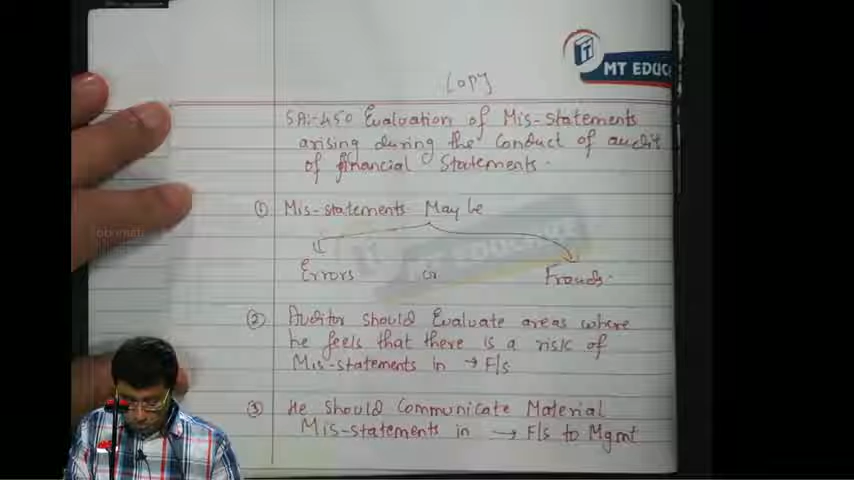 MT EDUC
[OP]
SA:-450 Evaluation of Mis-statements
arising during the Conduct of audit
of financial Statements.
① Mis-statements May be
Errors or Frauds.
② Auditor should Evaluate areas where
he feels that there is a risk of
Mis-statements in → F/s
③ He should Communicate Material
Mis-statements in → F/s to Mgmt